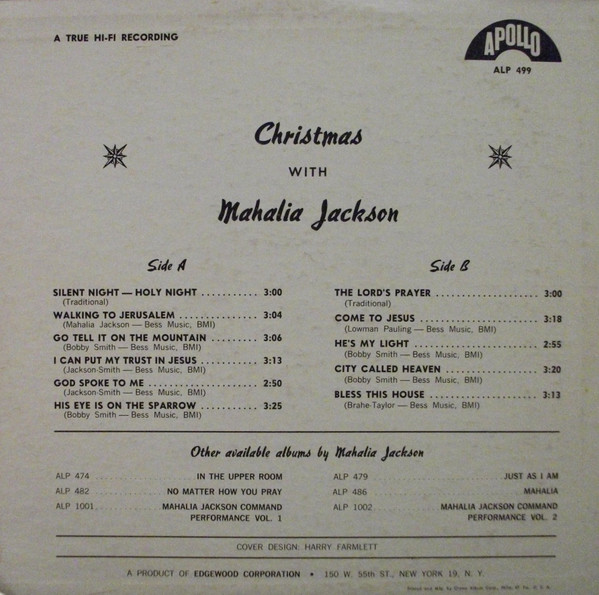 A TRUE HI-FI RECORDING
APOLLO
ALP 499
Christmas
WITH
Mahalia Jackson
Side A
SILENT NIGHT — HOLY NIGHT ........... 3:00
(Traditional)
WALKING TO JERUSALEM ............... 3:04
(Mahalia Jackson — Bess Music, BMI)
GO TELL IT ON THE MOUNTAIN ......... 3:06
(Bobby Smith — Bess Music, BMI)
I CAN PUT MY TRUST IN JESUS ......... 3:13
(Jackson-Smith — Bess Music, BMI)
GOD SPOKE TO ME .................... 2:50
(Jackson-Smith — Bess Music, BMI)
HIS EYE IS ON THE SPARROW .......... 3:25
(Bobby Smith — Bess Music, BMI)
Side B
THE LORD'S PRAYER .................. 3:00
(Traditional)
COME TO JESUS ...................... 3:18
(Lowman Pauling — Bess Music, BMI)
HE'S MY LIGHT ...................... 2:55
(Bobby Smith — Bess Music, BMI)
CITY CALLED HEAVEN ................. 3:20
(Bobby Smith — Bess Music, BMI)
BLESS THIS HOUSE ................... 3:13
(Brahe-Taylor — Bess Music, BMI)
Other available albums by Mahalia Jackson
ALP 474 .......... IN THE UPPER ROOM
ALP 482 .......... NO MATTER HOW YOU PRAY
ALP 1001 .......... MAHALIA JACKSON COMMAND
PERFORMANCE VOL. 1
ALP 479 .......... JUST AS I AM
ALP 486 .......... MAHALIA
ALP 1002 .......... MAHALIA JACKSON COMMAND
PERFORMANCE VOL. 2
COVER DESIGN: HARRY FARMLETT
A PRODUCT OF EDGEWOOD CORPORATION • 150 W. 55th ST., NEW YORK 19, N. Y.